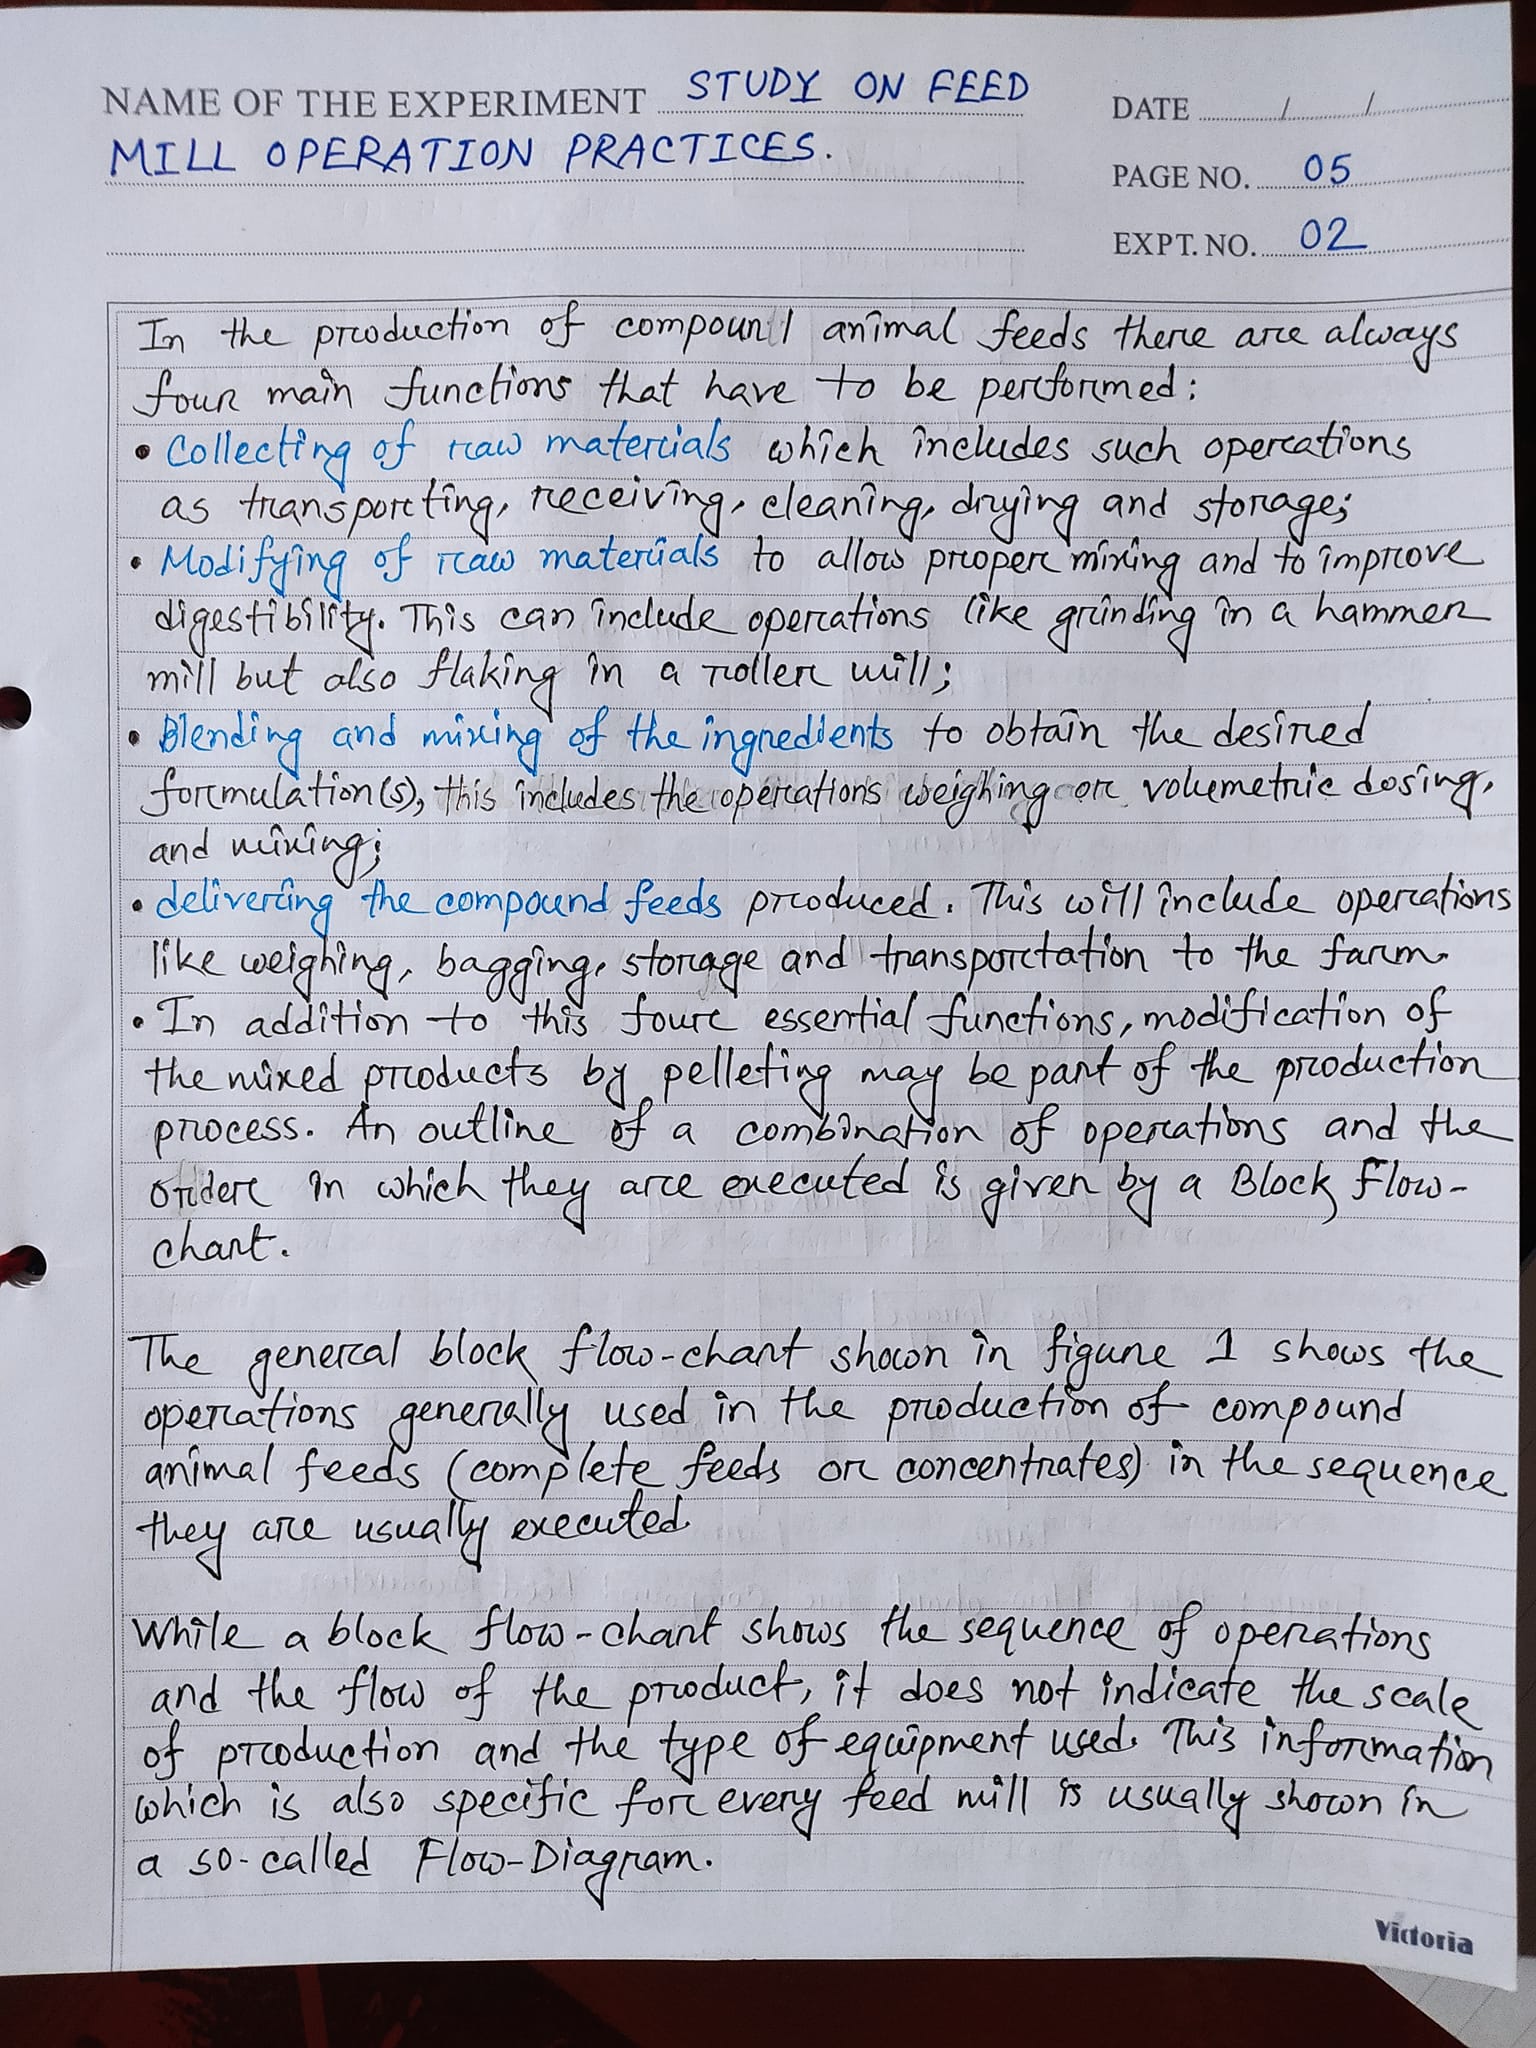 NAME OF THE EXPERIMENT STUDY ON FEED
MILL OPERATION PRACTICES.
DATE / /
PAGE NO. 05
EXPT. NO. 02
In the production of compound animal feeds there are always
four main functions that have to be performed:
• Collecting of raw materials which includes such operations
as transporting, receiving, cleaning, drying and storage;
• Modifying of raw materials to allow proper mixing and to improve
digestibility. This can include operations like grinding in a hammer
mill but also flaking in a roller mill;
• Blending and mixing of the ingredients to obtain the desired
formulation(s), this includes the operations weighing or volumetric dosing,
and mixing;
• delivering the compound feeds produced. This will include operations
like weighing, bagging, storage and transportation to the farm.
• In addition to this four essential functions, modification of
the mixed products by pelleting may be part of the production
process. An outline of a combination of operations and the
order in which they are executed is given by a Block Flow-
chart.
The general block flow-chart shown in figure 1 shows the
operations generally used in the production of compound
animal feeds (complete feeds or concentrates) in the sequence
they are usually executed
While a block flow-chart shows the sequence of operations
and the flow of the product, it does not indicate the scale
of production and the type of equipment used. This information
which is also specific for every feed mill is usually shown in
a so-called Flow-Diagram.
Victoria